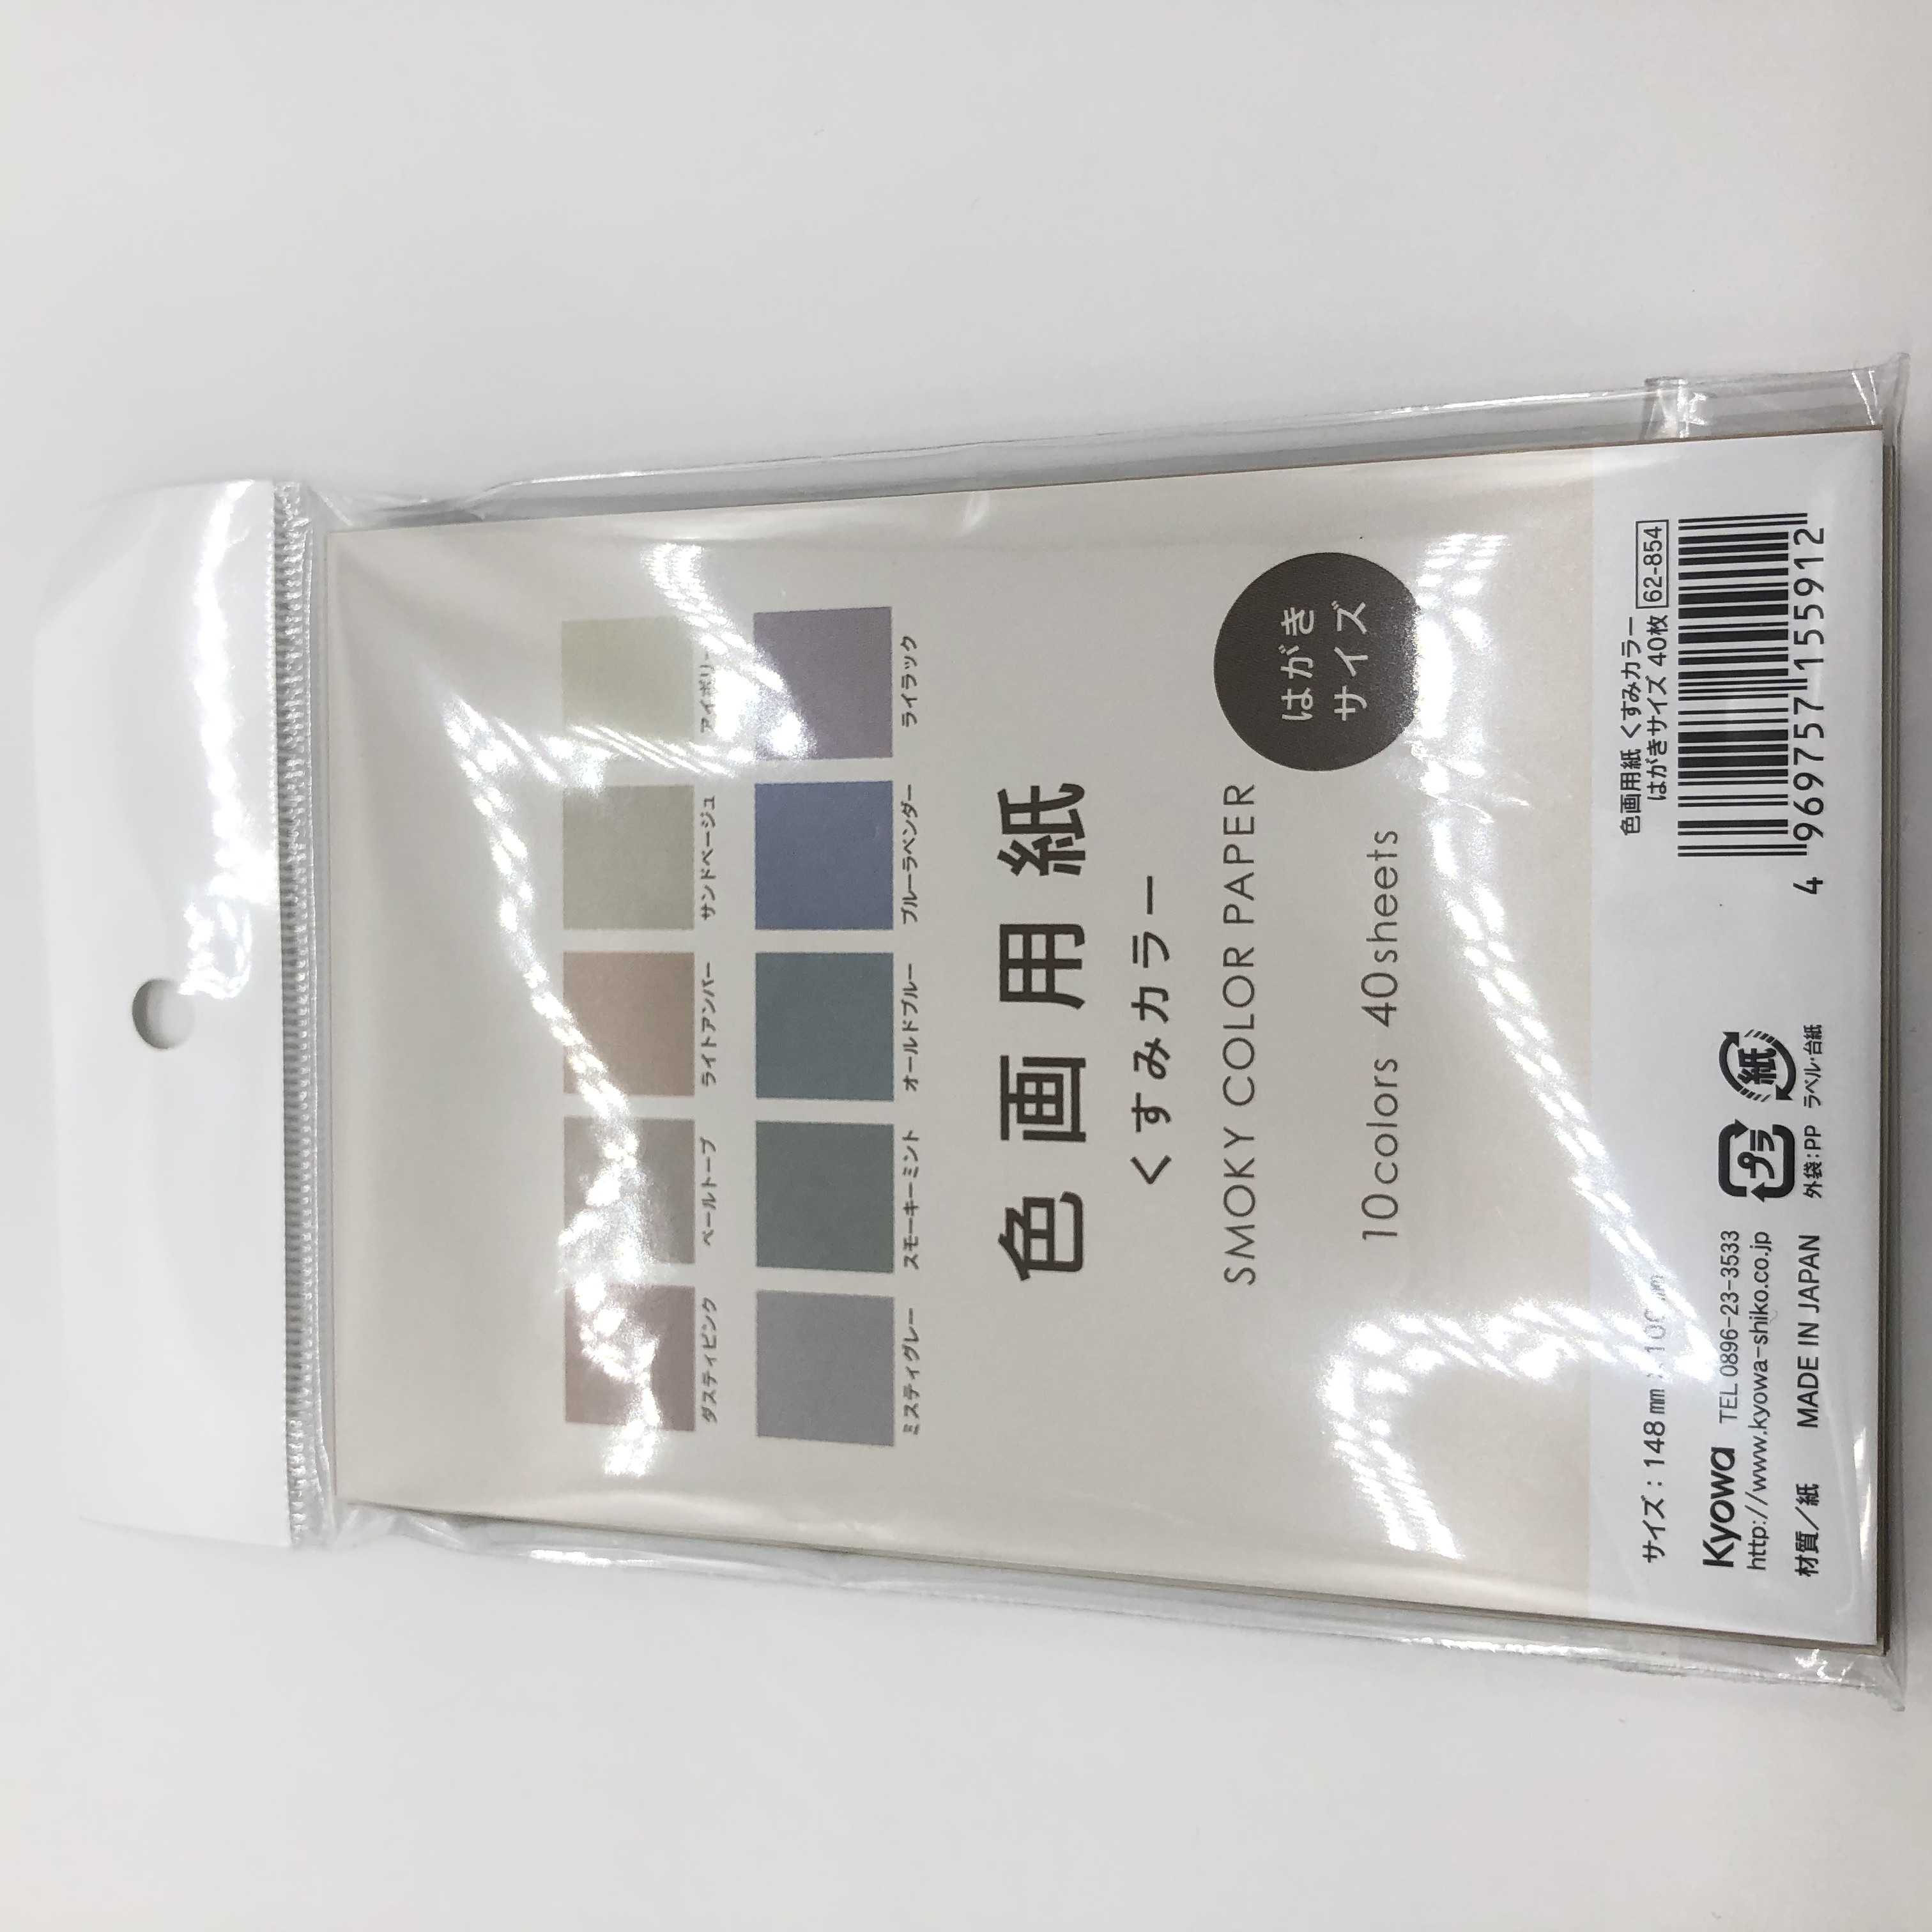 ダスティピンク ペールトープ ライトアンバー サンドベージュ アイボリー
ミスティグレー スモーキーミント オールドブルー ブルーラベンダー ライラック
色画用紙
くすみカラー
SMOKY COLOR PAPER
10colors 40sheets
はがき
サイズ
サイズ：148㎜
Kyowa TEL 0896-23-3533
http://www.kyowa-shiko.co.jp
材質／紙 MADE IN JAPAN
プラ 紙
外袋:PP ラベル・台紙
色画用紙 くすみカラー
はがきサイズ 40枚 62-854
4 969757 155912